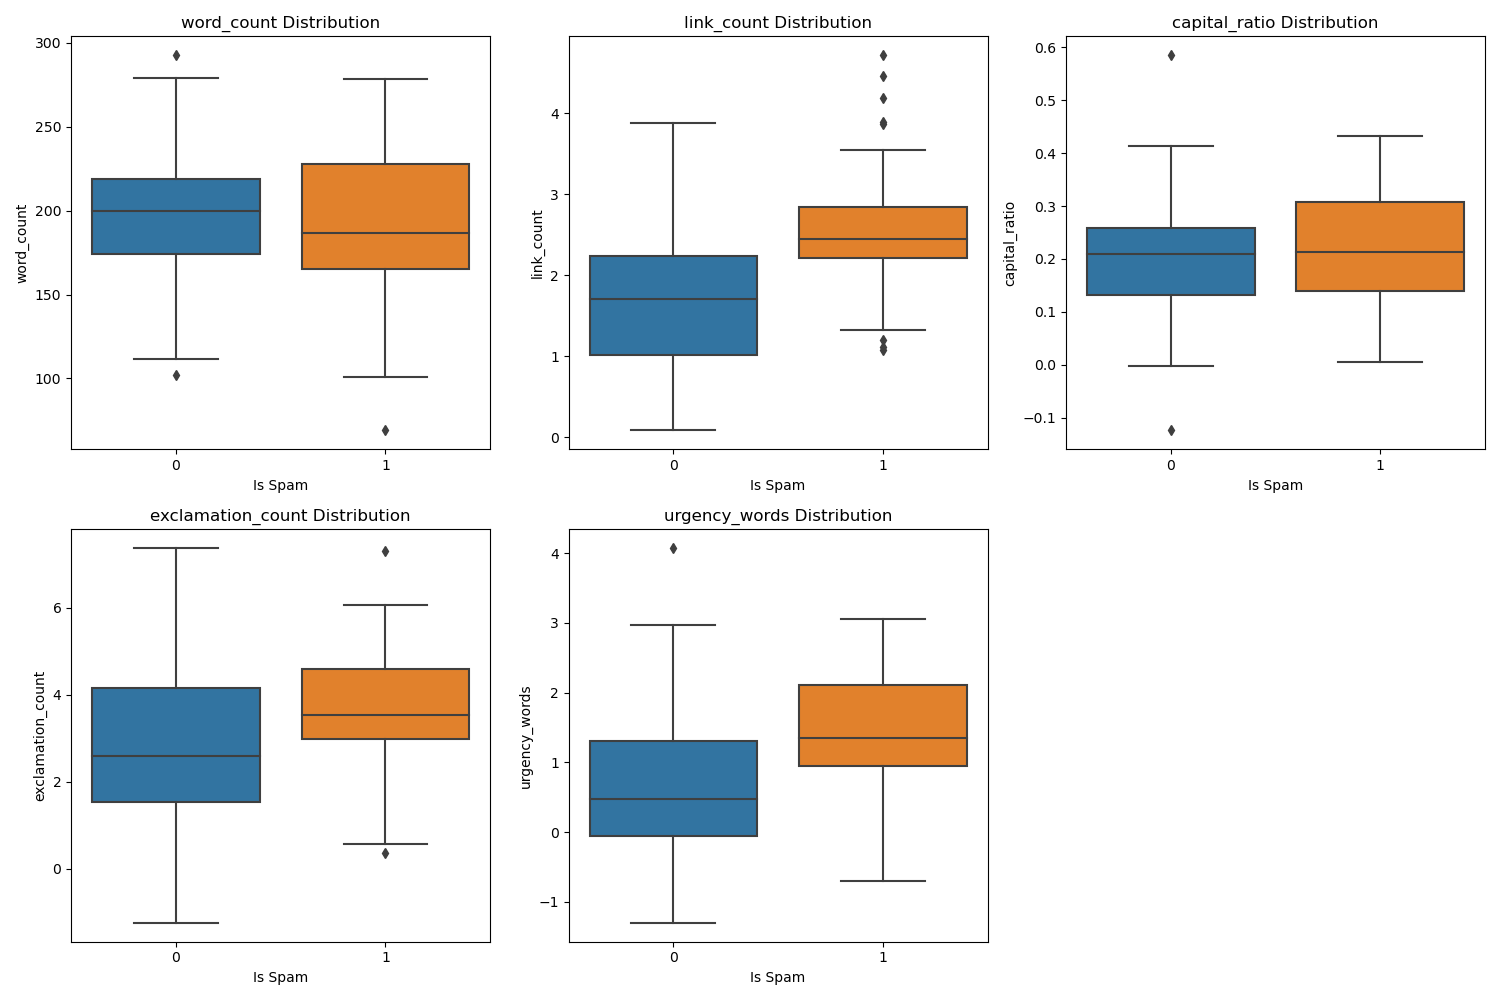 word_count Distribution
300
250
200
150
100
word_count
0
1
Is Spam
link_count Distribution
4
3
2
1
0
link_count
0
1
Is Spam
capital_ratio Distribution
0.6
0.5
0.4
0.3
0.2
0.1
0.0
−0.1
capital_ratio
0
1
Is Spam
exclamation_count Distribution
6
4
2
0
exclamation_count
0
1
Is Spam
urgency_words Distribution
4
3
2
1
0
−1
urgency_words
0
1
Is Spam